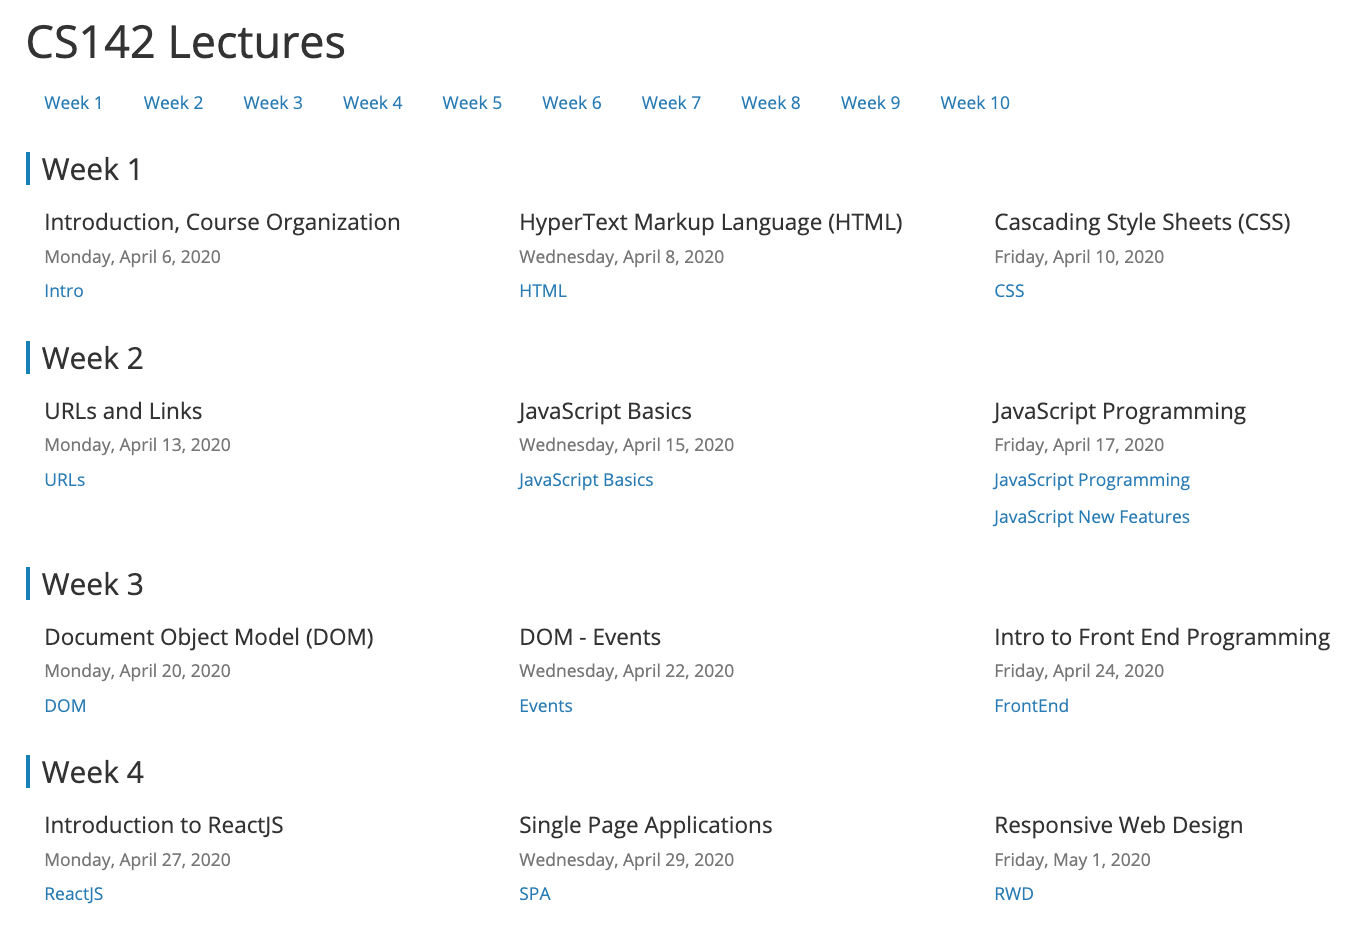 CS142 Lectures
Week 1 Week 2 Week 3 Week 4 Week 5 Week 6 Week 7 Week 8 Week 9 Week 10
Week 1
Introduction, Course Organization
Monday, April 6, 2020
Intro
HyperText Markup Language (HTML)
Wednesday, April 8, 2020
HTML
Cascading Style Sheets (CSS)
Friday, April 10, 2020
CSS
Week 2
URLs and Links
Monday, April 13, 2020
URLs
JavaScript Basics
Wednesday, April 15, 2020
JavaScript Basics
JavaScript Programming
Friday, April 17, 2020
JavaScript Programming
JavaScript New Features
Week 3
Document Object Model (DOM)
Monday, April 20, 2020
DOM
DOM - Events
Wednesday, April 22, 2020
Events
Intro to Front End Programming
Friday, April 24, 2020
FrontEnd
Week 4
Introduction to ReactJS
Monday, April 27, 2020
ReactJS
Single Page Applications
Wednesday, April 29, 2020
SPA
Responsive Web Design
Friday, May 1, 2020
RWD